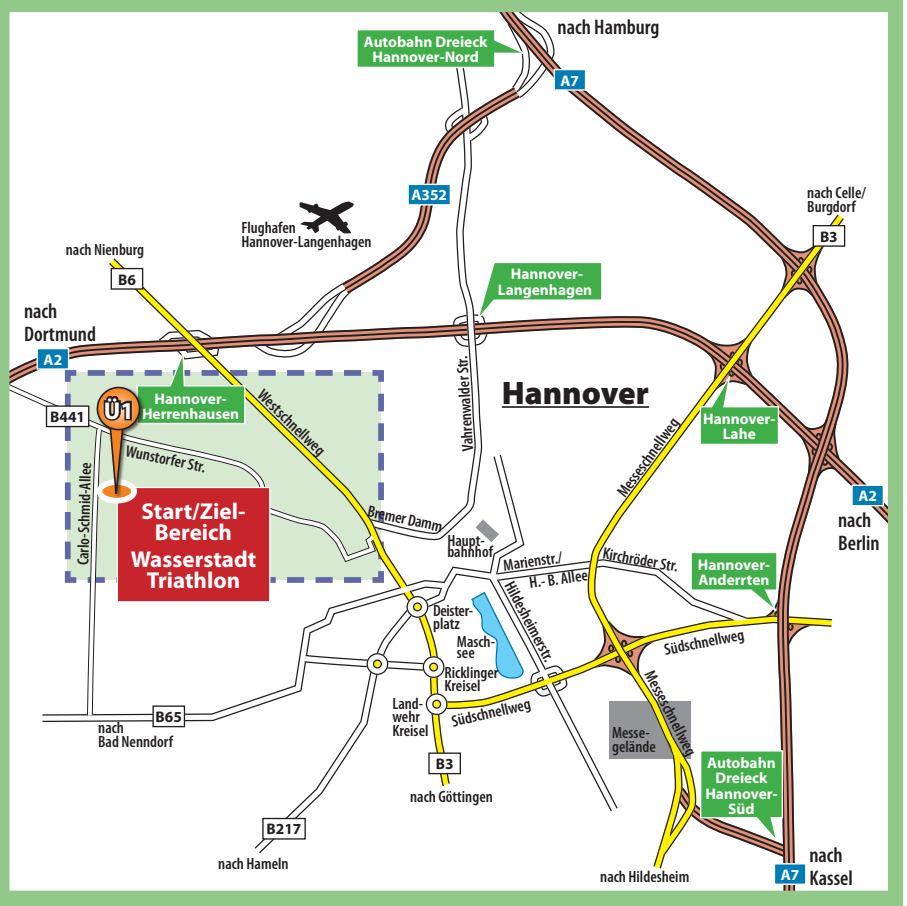 nach Hamburg
Autobahn Dreieck
Hannover-Nord
A7
A352
nach Celle/
Burgdorf
B3
Flughafen
Hannover-Langenhagen
nach Nienburg
B6
Hannover-
Langenhagen
nach
Dortmund
A2
Hannover-
Herrenhausen
B441
Ü1
Westschnellweg
Vahrenwalder Str.
Hannover
Hannover-
Lahe
Messeschnellweg
Wunstorfer Str.
Carlo-Schmid-Allee
Start/Ziel-
Bereich
Wasserstadt
Triathlon
A2
nach
Berlin
Bremer Damm
Haupt-
bahnhof
Marienstr./
H.- B. Allee
Kirchröder Str.
Hannover-
Anderrten
Hildesheimerstr.
Deister-
platz
Masch-
see
Südschnellweg
Ricklinger
Kreisel
Land-
wehr
Kreisel
Südschnellweg
Messeschnellweg
B65
nach
Bad Nenndorf
Messe-
gelände
B3
nach Göttingen
Autobahn
Dreieck
Hannover-
Süd
B217
nach Hameln
nach Hildesheim
A7
nach
Kassel